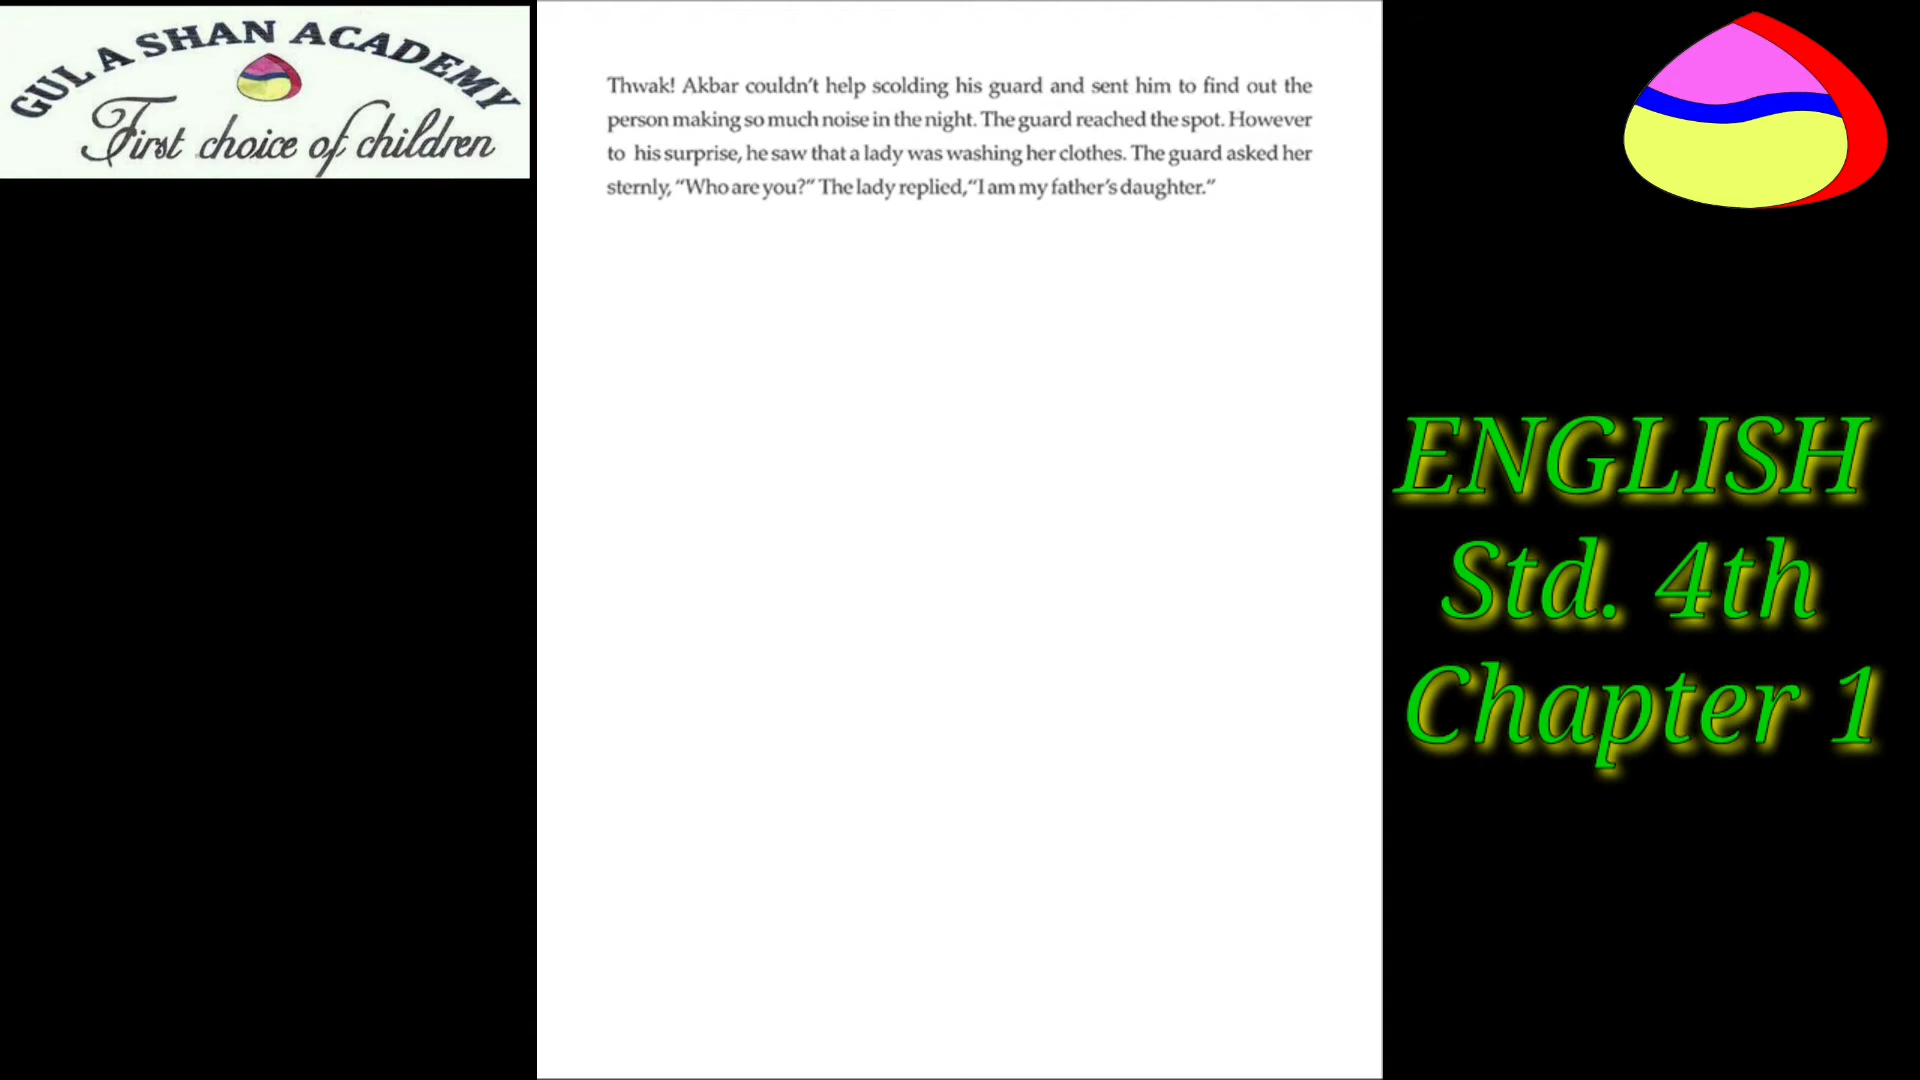 GUL A SHAN ACADEMY
First choice of children
Thwak! Akbar couldn’t help scolding his guard and sent him to find out the
person making so much noise in the night. The guard reached the spot. However
to his surprise, he saw that a lady was washing her clothes. The guard asked her
sternly, “Who are you?” The lady replied,“I am my father’s daughter.”
ENGLISH
Std. 4th
Chapter 1